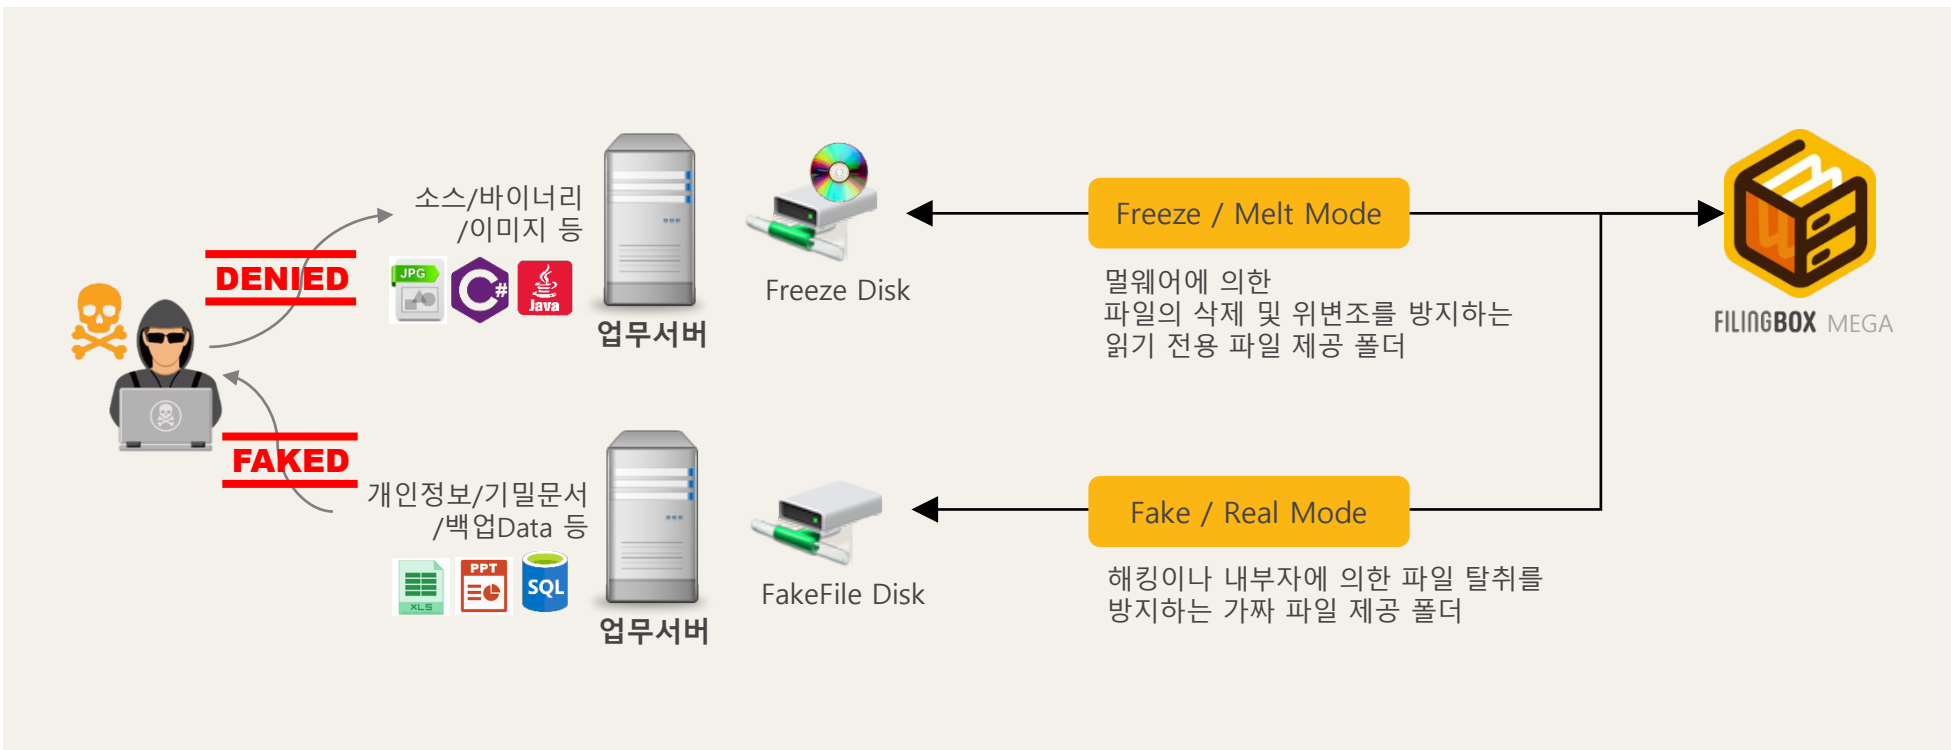 소스/바이너리
/이미지 등
DENIED
JPG
C#
Java
업무서버
Freeze Disk
Freeze / Melt Mode
멀웨어에 의한
파일의 삭제 및 위변조를 방지하는
읽기 전용 파일 제공 폴더
FILINGBOX MEGA
FAKED
개인정보/기밀문서
/백업Data 등
XLS
PPT
SQL
업무서버
FakeFile Disk
Fake / Real Mode
해킹이나 내부자에 의한 파일 탈취를
방지하는 가짜 파일 제공 폴더